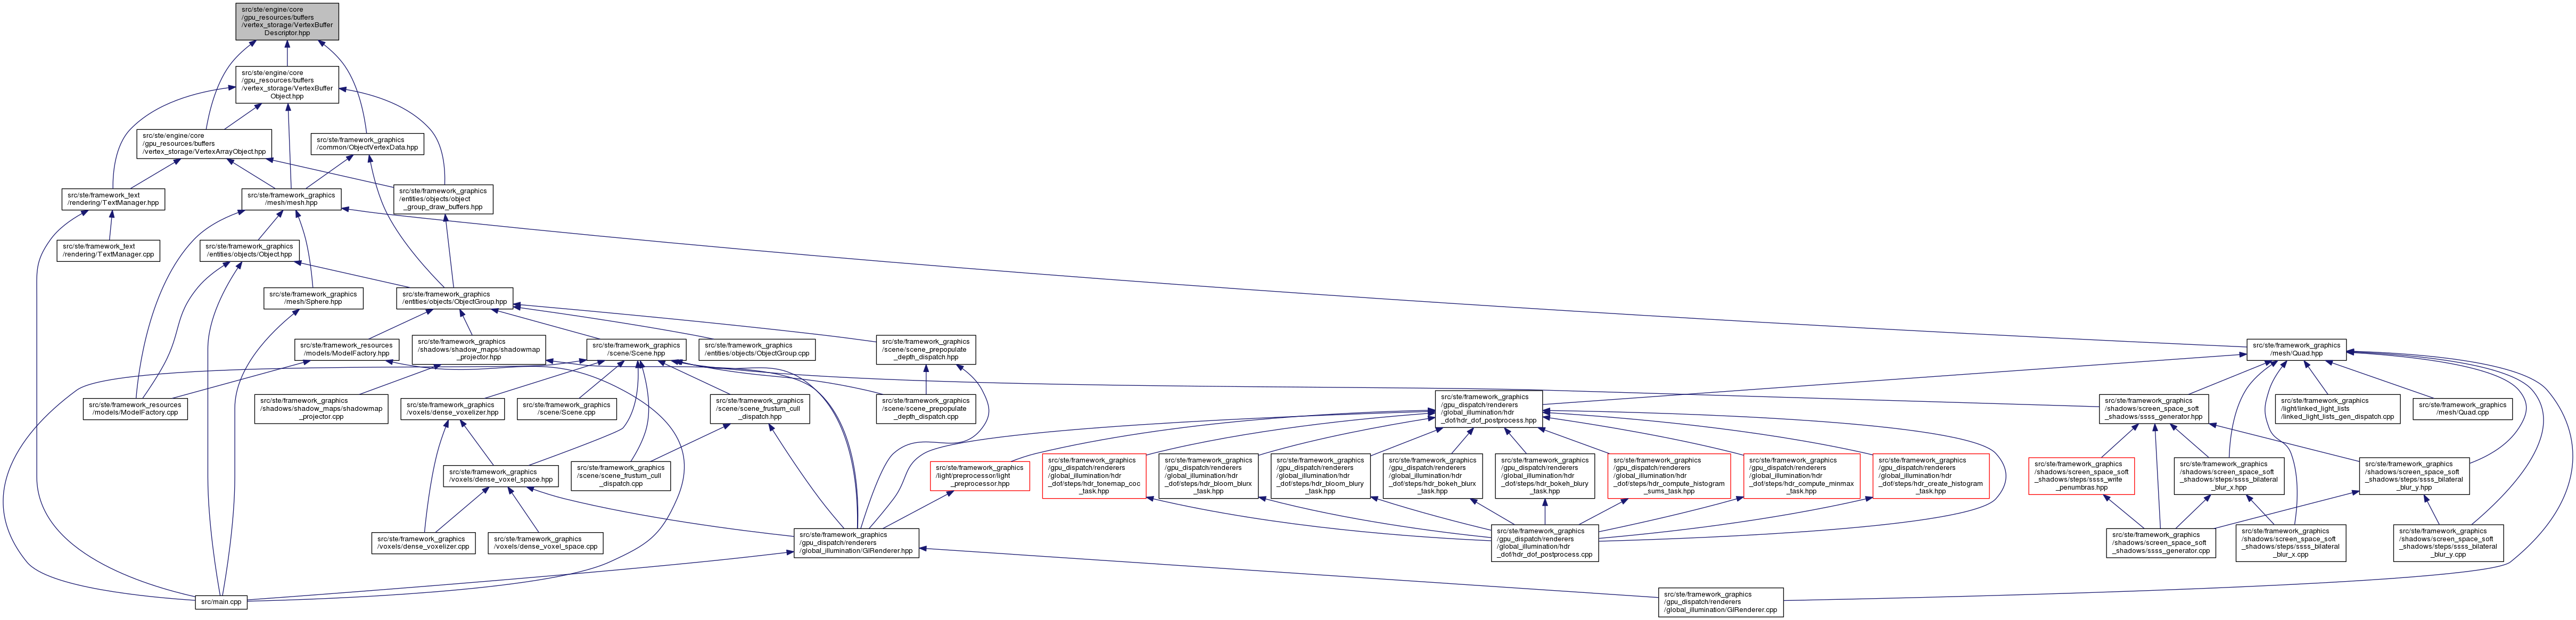 src/ste/engine/core
/gpu_resources/buffers
/vertex_storage/VertexBuffer
Descriptor.hpp
src/ste/engine/core
/gpu_resources/buffers
/vertex_storage/VertexBuffer
Object.hpp
src/ste/engine/core
/gpu_resources/buffers
/vertex_storage/VertexArrayObject.hpp
src/ste/framework_graphics
/common/ObjectVertexData.hpp
src/ste/framework_text
/rendering/TextManager.hpp
src/ste/framework_graphics
/mesh/mesh.hpp
src/ste/framework_graphics
/entities/objects/object
_group_draw_buffers.hpp
src/ste/framework_text
/rendering/TextManager.cpp
src/ste/framework_graphics
/entities/objects/Object.hpp
src/ste/framework_graphics
/mesh/Sphere.hpp
src/ste/framework_graphics
/entities/objects/ObjectGroup.hpp
src/ste/framework_resources
/models/ModelFactory.hpp
src/ste/framework_graphics
/shadows/shadow_maps/shadowmap
_projector.hpp
src/ste/framework_graphics
/scene/Scene.hpp
src/ste/framework_graphics
/entities/objects/ObjectGroup.cpp
src/ste/framework_graphics
/scene/scene_prepopulate
_depth_dispatch.hpp
src/ste/framework_graphics
/mesh/Quad.hpp
src/ste/framework_resources
/models/ModelFactory.cpp
src/ste/framework_graphics
/shadows/shadow_maps/shadowmap
_projector.cpp
src/ste/framework_graphics
/voxels/dense_voxelizer.hpp
src/ste/framework_graphics
/scene/Scene.cpp
src/ste/framework_graphics
/scene/scene_frustum_cull
_dispatch.hpp
src/ste/framework_graphics
/scene/scene_prepopulate
_depth_dispatch.cpp
src/ste/framework_graphics
/gpu_dispatch/renderers
/global_illumination/hdr
_dof/hdr_dof_postprocess.hpp
src/ste/framework_graphics
/shadows/screen_space_soft
_shadows/ssss_generator.hpp
src/ste/framework_graphics
/light/linked_light_lists
/linked_light_lists_gen_dispatch.cpp
src/ste/framework_graphics
/mesh/Quad.cpp
src/ste/framework_graphics
/voxels/dense_voxel_space.hpp
src/ste/framework_graphics
/scene/scene_frustum_cull
_dispatch.cpp
src/ste/framework_graphics
/light/preprocessor/light
_preprocessor.hpp
src/ste/framework_graphics
/gpu_dispatch/renderers
/global_illumination/hdr
_dof/steps/hdr_tonemap_coc
_task.hpp
src/ste/framework_graphics
/gpu_dispatch/renderers
/global_illumination/hdr
_dof/steps/hdr_bloom_blurx
_task.hpp
src/ste/framework_graphics
/gpu_dispatch/renderers
/global_illumination/hdr
_dof/steps/hdr_bloom_blury
_task.hpp
src/ste/framework_graphics
/gpu_dispatch/renderers
/global_illumination/hdr
_dof/steps/hdr_bokeh_blurx
_task.hpp
src/ste/framework_graphics
/gpu_dispatch/renderers
/global_illumination/hdr
_dof/steps/hdr_bokeh_blury
_task.hpp
src/ste/framework_graphics
/gpu_dispatch/renderers
/global_illumination/hdr
_dof/steps/hdr_compute_histogram
_sums_task.hpp
src/ste/framework_graphics
/gpu_dispatch/renderers
/global_illumination/hdr
_dof/steps/hdr_compute_minmax
_task.hpp
src/ste/framework_graphics
/gpu_dispatch/renderers
/global_illumination/hdr
_dof/steps/hdr_create_histogram
_task.hpp
src/ste/framework_graphics
/shadows/screen_space_soft
_shadows/steps/ssss_write
_penumbras.hpp
src/ste/framework_graphics
/shadows/screen_space_soft
_shadows/steps/ssss_bilateral
_blur_x.hpp
src/ste/framework_graphics
/shadows/screen_space_soft
_shadows/steps/ssss_bilateral
_blur_y.hpp
src/ste/framework_graphics
/voxels/dense_voxelizer.cpp
src/ste/framework_graphics
/voxels/dense_voxel_space.cpp
src/ste/framework_graphics
/gpu_dispatch/renderers
/global_illumination/GIRenderer.hpp
src/ste/framework_graphics
/gpu_dispatch/renderers
/global_illumination/hdr
_dof/hdr_dof_postprocess.cpp
src/ste/framework_graphics
/shadows/screen_space_soft
_shadows/ssss_generator.cpp
src/ste/framework_graphics
/shadows/screen_space_soft
_shadows/steps/ssss_bilateral
_blur_x.cpp
src/ste/framework_graphics
/shadows/screen_space_soft
_shadows/steps/ssss_bilateral
_blur_y.cpp
src/main.cpp
src/ste/framework_graphics
/gpu_dispatch/renderers
/global_illumination/GIRenderer.cpp